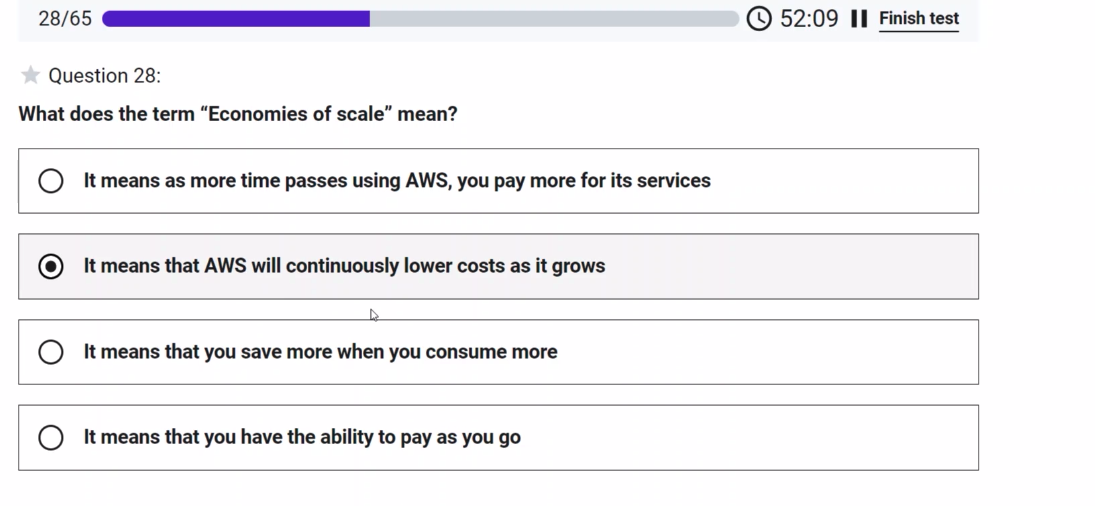 28/65 52:09 Finish test
Question 28:
What does the term “Economies of scale” mean?
It means as more time passes using AWS, you pay more for its services
It means that AWS will continuously lower costs as it grows
It means that you save more when you consume more
It means that you have the ability to pay as you go